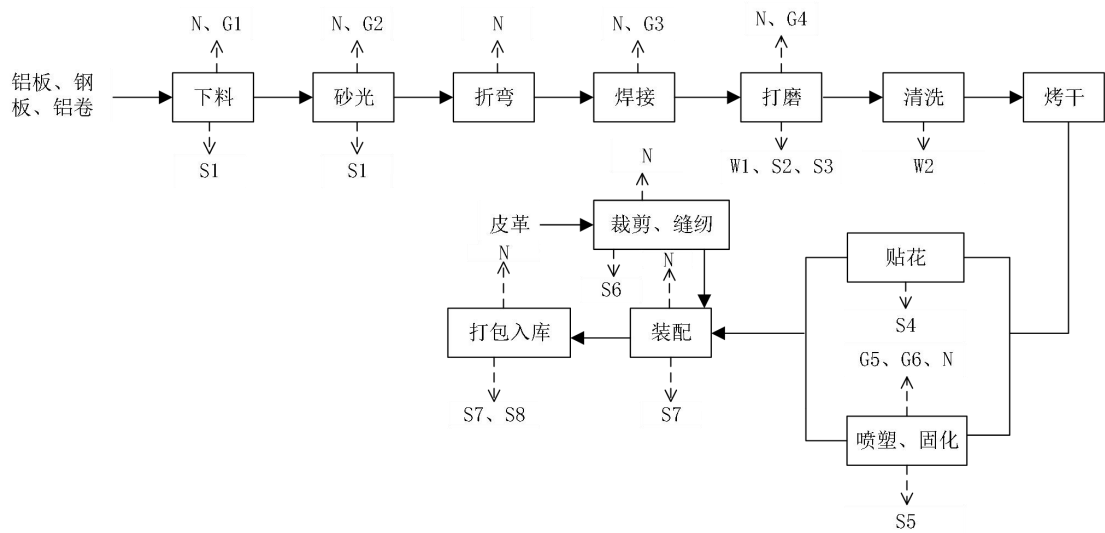 N、G1
N、G2
N
N、G3
N、G4
铝板、钢
板、铝卷
下料
砂光
折弯
焊接
打磨
清洗
烤干
S1
S1
W1、S2、S3
W2
N
皮革
裁剪、缝纫
N
N
S6
贴花
S4
打包入库
装配
G5、G6、N
S7、S8
S7
喷塑、固化
S5